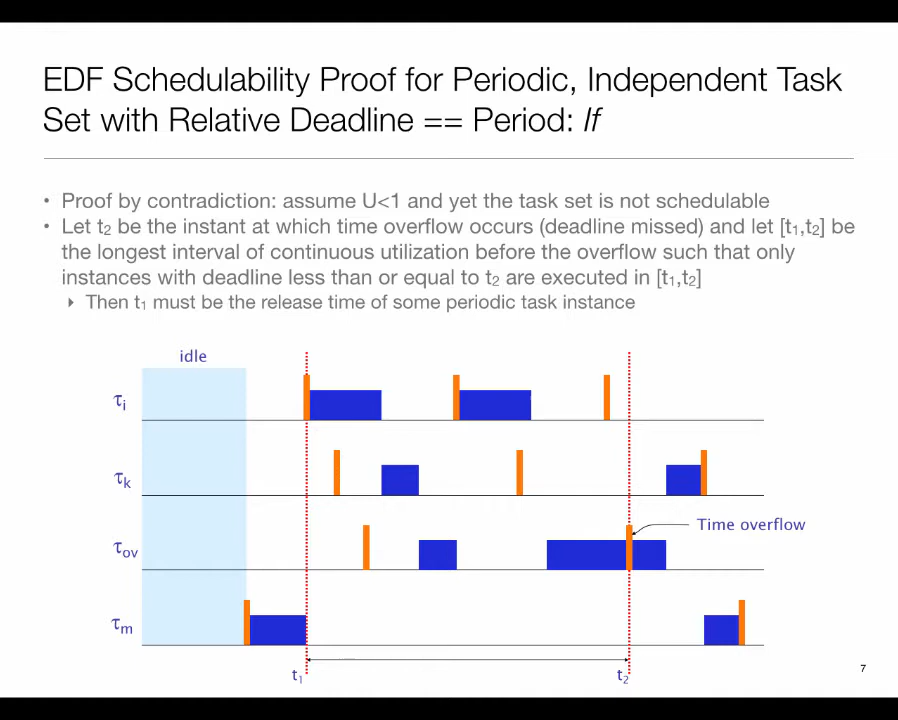 EDF Schedulability Proof for Periodic, Independent Task
Set with Relative Deadline == Period: If
• Proof by contradiction: assume U<1 and yet the task set is not schedulable
• Let t₂ be the instant at which time overflow occurs (deadline missed) and let [t₁,t₂] be
the longest interval of continuous utilization before the overflow such that only
instances with deadline less than or equal to t₂ are executed in [t₁,t₂]
‣ Then t₁ must be the release time of some periodic task instance
idle
τi
τk
Time overflow
τov
τm
t₁
t₂
7